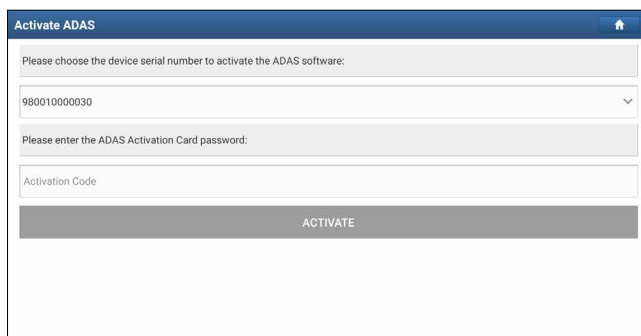 Activate ADAS
Please choose the device serial number to activate the ADAS software:
980010000030
Please enter the ADAS Activation Card password:
Activation Code
ACTIVATE